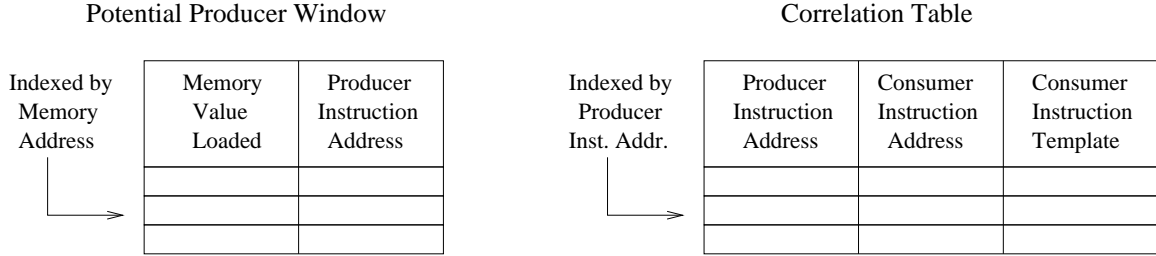 Potential Producer Window
Correlation Table
Indexed by
Memory
Address
Memory
Value
Loaded
Producer
Instruction
Address
Indexed by
Producer
Inst. Addr.
Producer
Instruction
Address
Consumer
Instruction
Address
Consumer
Instruction
Template